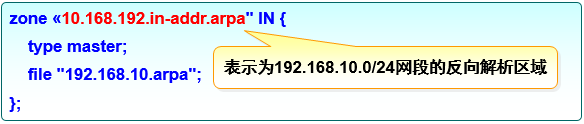 zone «10.168.192.in-addr.arpa" IN {
type master;
file "192.168.10.arpa";
};
表示为192.168.10.0/24网段的反向解析区域